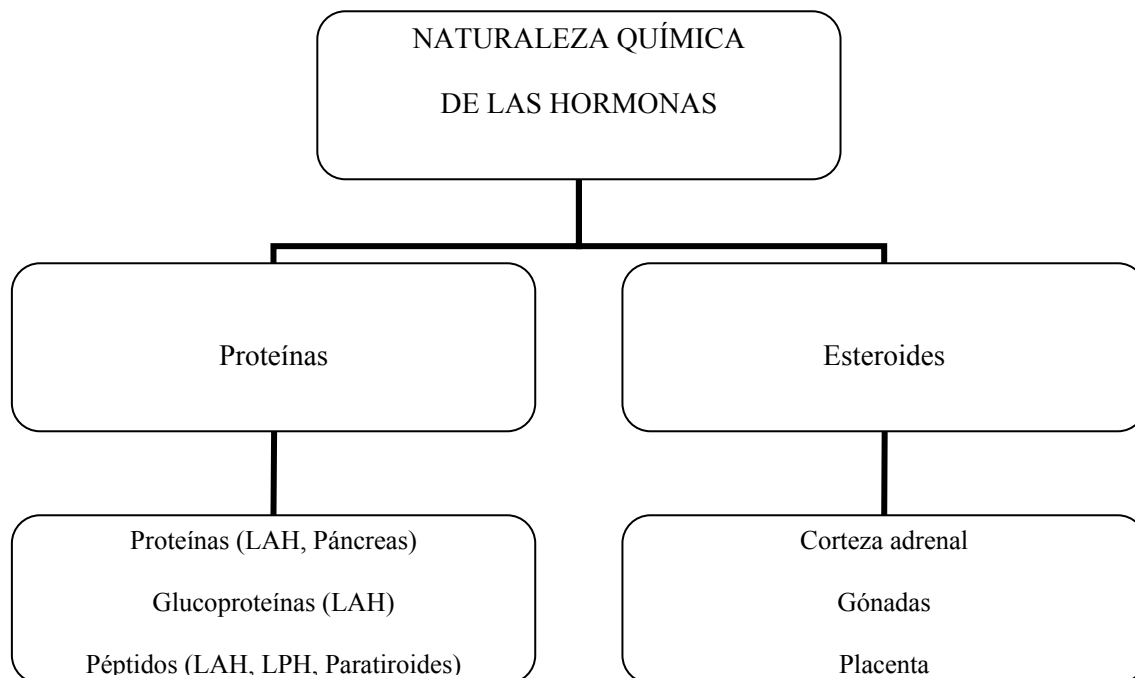 NATURALEZA QUÍMICA
DE LAS HORMONAS
Proteínas
Esteroides
Proteínas (LAH, Páncreas)
Glucoproteínas (LAH)
Péptidos (LAH, LPH, Paratiroides)
Corteza adrenal
Gónadas
Placenta